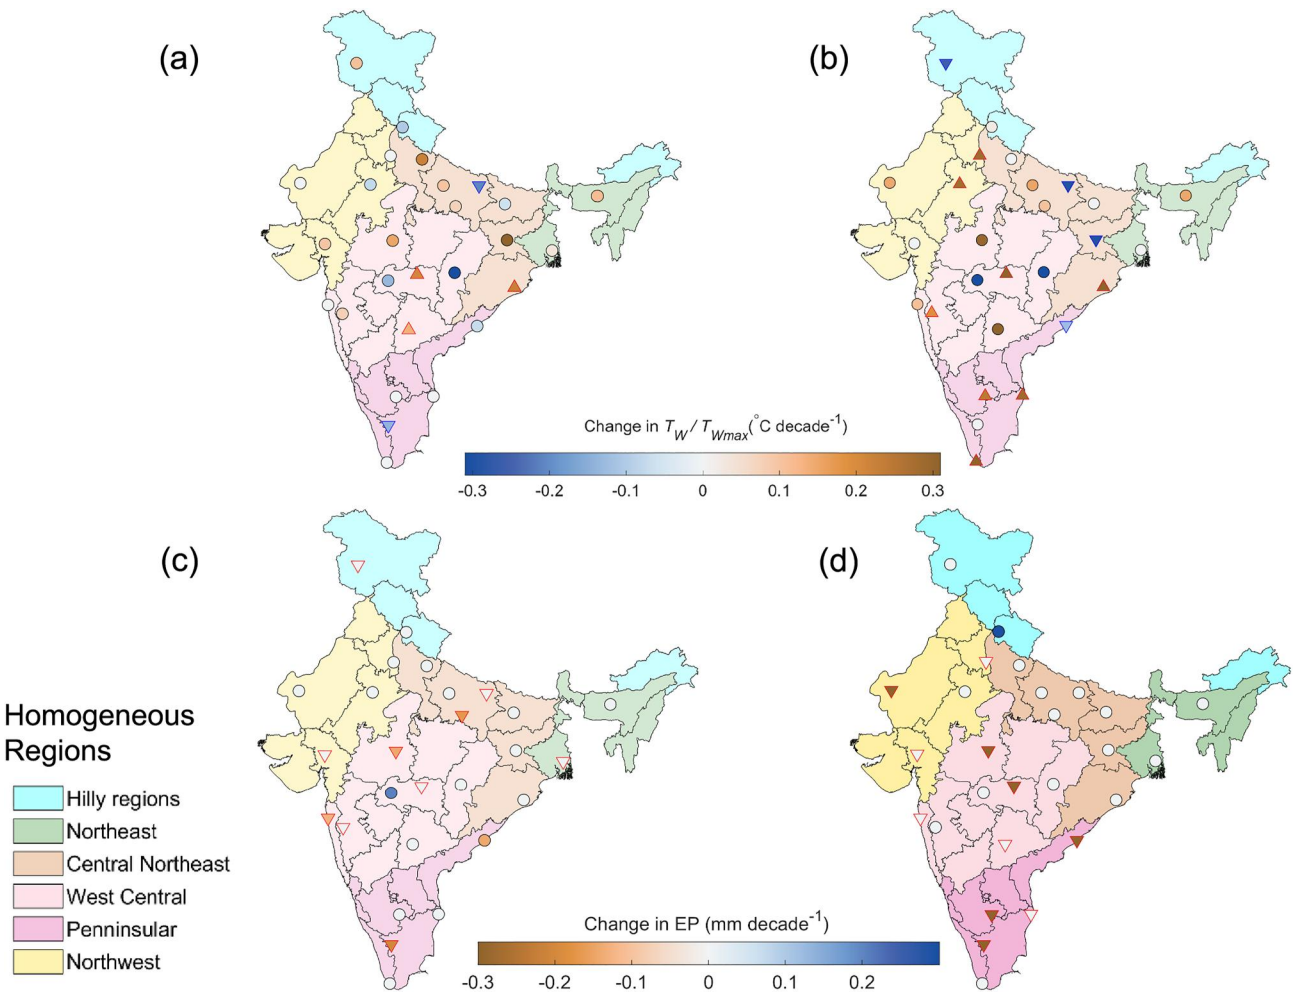 (a)
(b)
Change in T_W / T_Wmax(°C decade⁻¹)
-0.3 -0.2 -0.1 0 0.1 0.2 0.3
(c)
(d)
Homogeneous
Regions
Hilly regions
Northeast
Central Northeast
West Central
Penninsular
Northwest
Change in EP (mm decade⁻¹)
-0.3 -0.2 -0.1 0 0.1 0.2